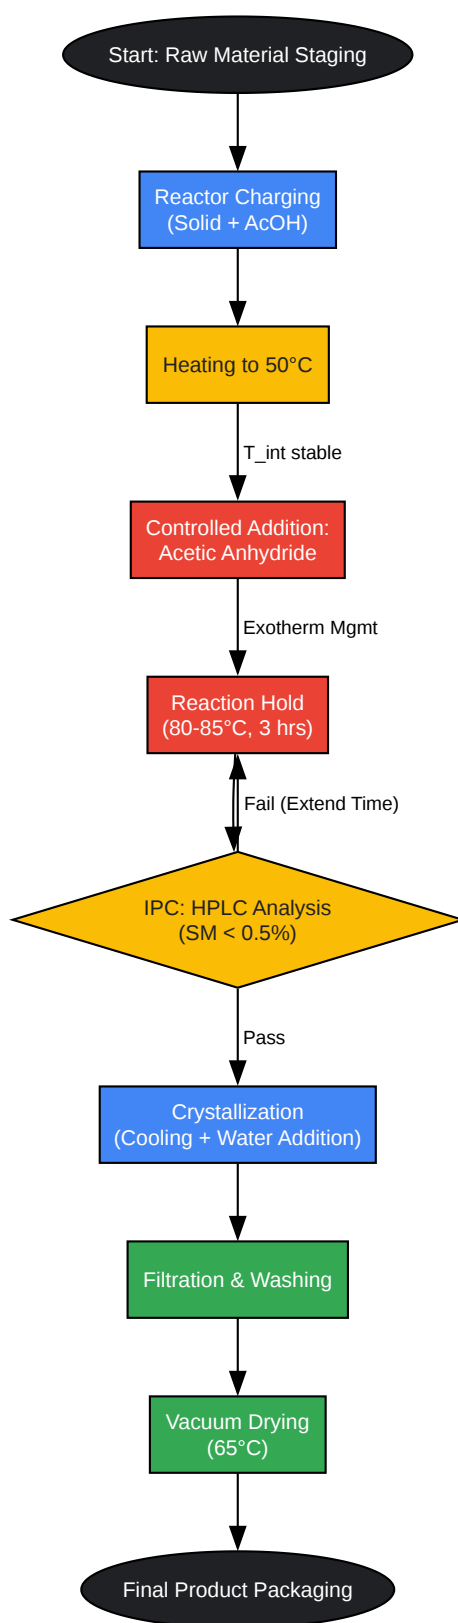 Start: Raw Material Staging
Reactor Charging
(Solid + AcOH)
Heating to 50°C
T_int stable
Controlled Addition:
Acetic Anhydride
Exotherm Mgmt
Reaction Hold
(80-85°C, 3 hrs)
Fail (Extend Time)
IPC: HPLC Analysis
(SM < 0.5%)
Pass
Crystallization
(Cooling + Water Addition)
Filtration & Washing
Vacuum Drying
(65°C)
Final Product Packaging